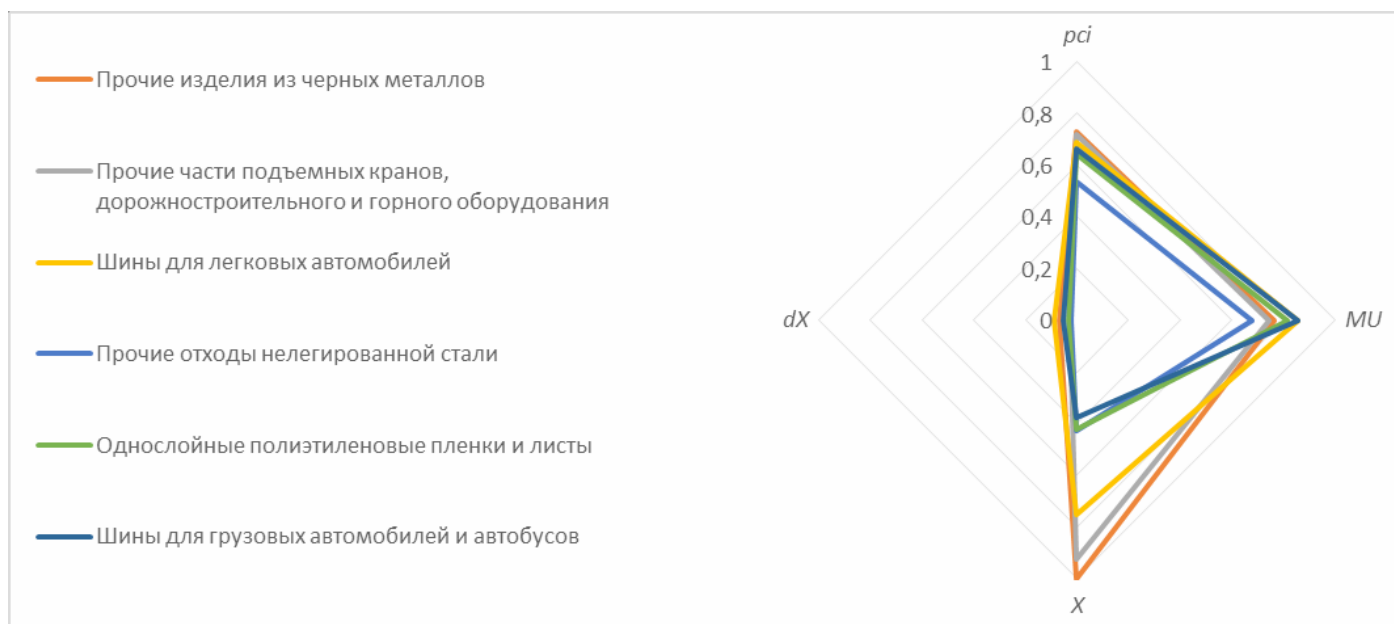 Прочие изделия из черных металлов
Прочие части подъемных кранов,
дорожностроительного и горного оборудования
Шины для легковых автомобилей
Прочие отходы нелегированной стали
Однослойные полиэтиленовые пленки и листы
Шины для грузовых автомобилей и автобусов
pci
1
0,8
0,6
0,4
0,2
0
dX
MU
X